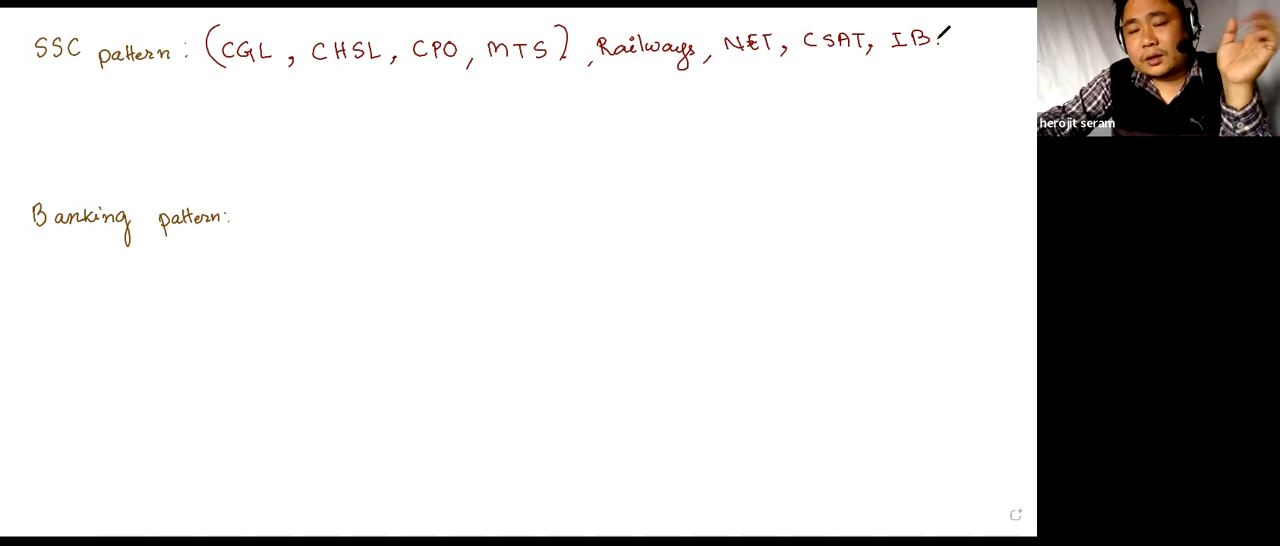 SSC pattern : (CGL, CHSL, CPO, MTS), Railways, NET, CSAT, IB.
herojit seram
Banking pattern: